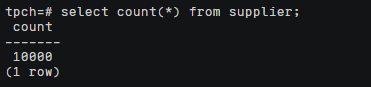 tpch=# select count(*) from supplier;
 count
-------
 10000
(1 row)